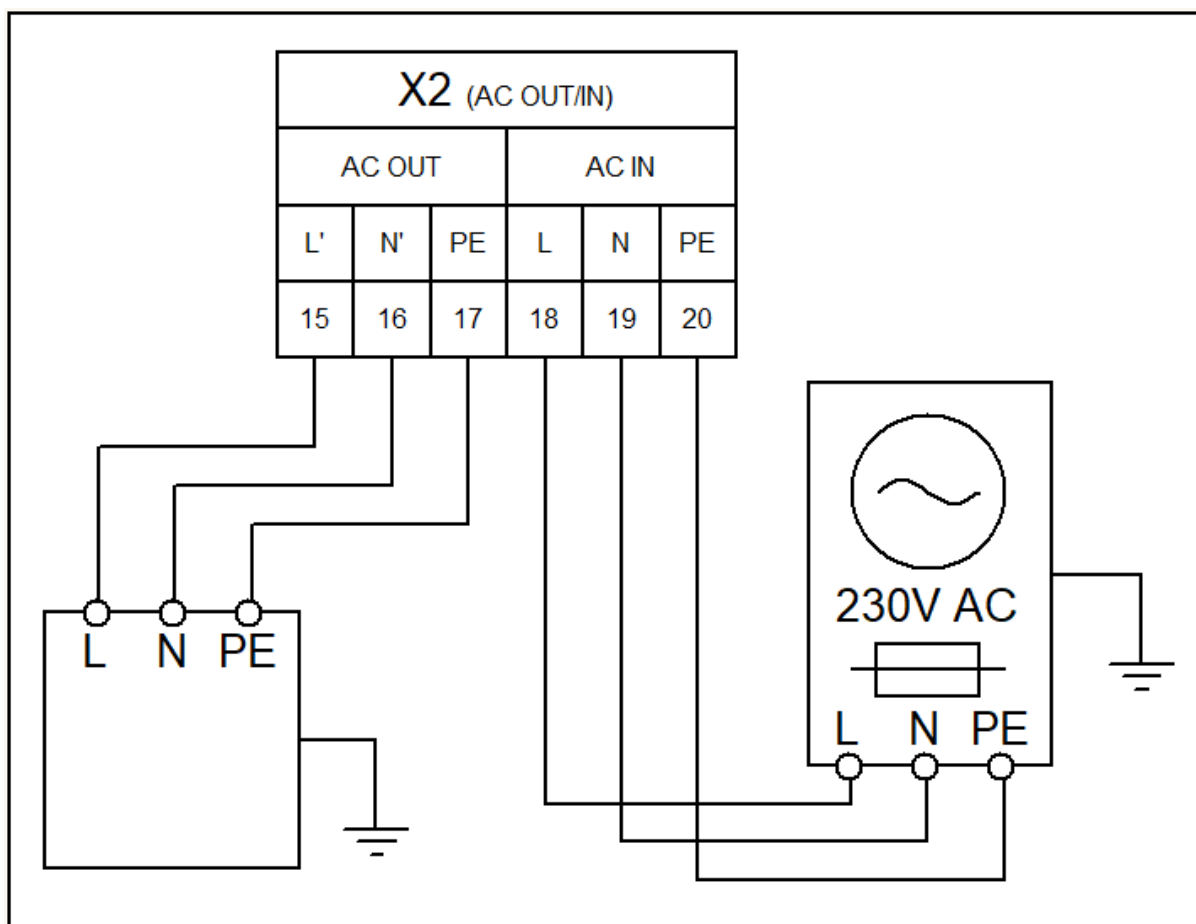 X2 (AC OUT/IN)
AC OUT AC IN
L' N' PE L N PE
15 16 17 18 19 20
230V AC
L N PE
L N PE